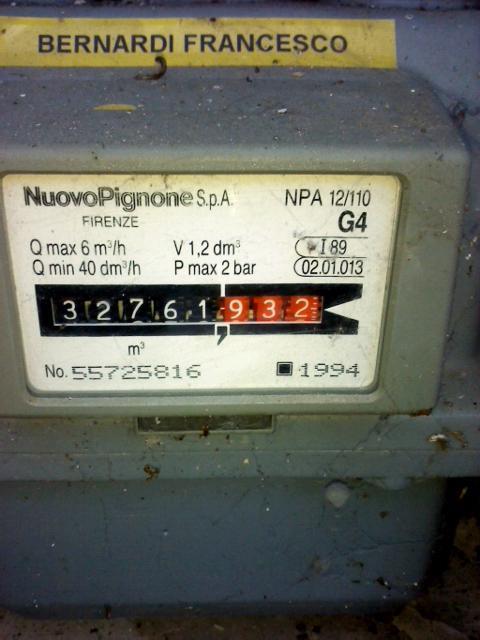 BERNARDI FRANCESCO
NuovoPignone S.p.A. NPA 12/110
FIRENZE G4
Q max 6 m³/h V 1,2 dm³ I 89
Q min 40 dm³/h P max 2 bar 02.01.013
32761,932
m³
No. 55725816 1994